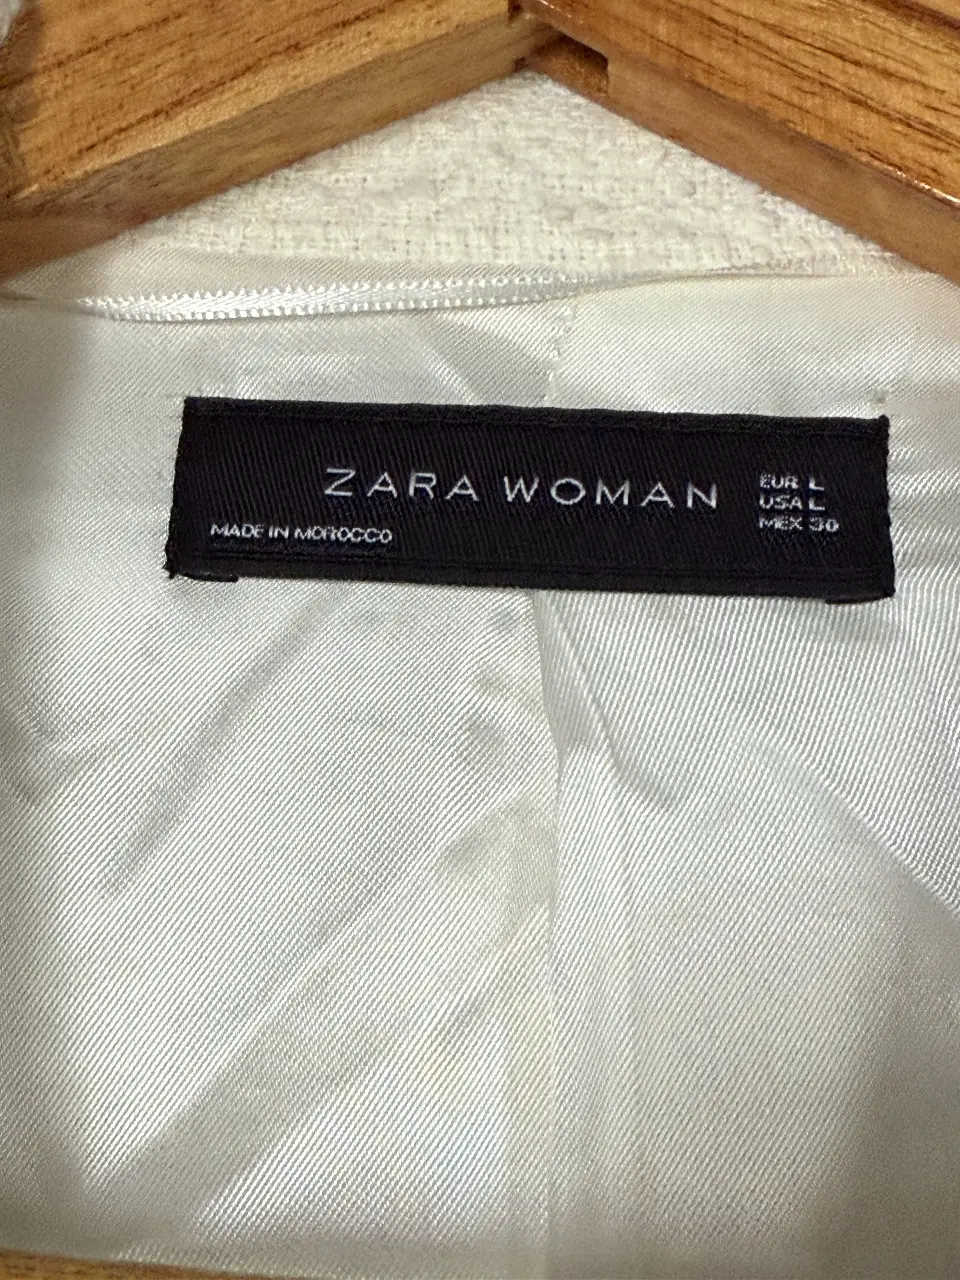 ZARA WOMAN
EUR L
USA L
MEX 30
MADE IN MOROCCO